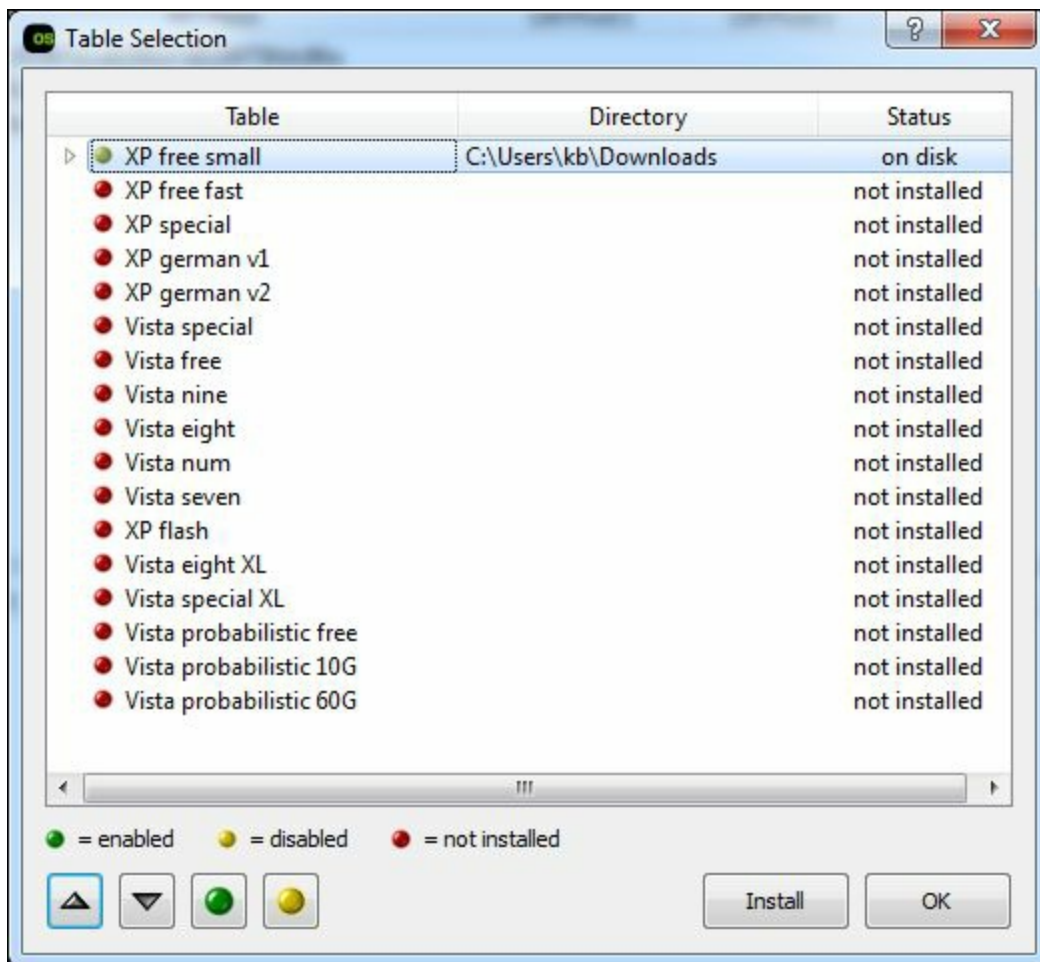 OS Table Selection
Table Directory Status
XP free small C:\Users\kb\Downloads on disk
XP free fast not installed
XP special not installed
XP german v1 not installed
XP german v2 not installed
Vista special not installed
Vista free not installed
Vista nine not installed
Vista eight not installed
Vista num not installed
Vista seven not installed
XP flash not installed
Vista eight XL not installed
Vista special XL not installed
Vista probabilistic free not installed
Vista probabilistic 10G not installed
Vista probabilistic 60G not installed
= enabled = disabled = not installed
Install OK